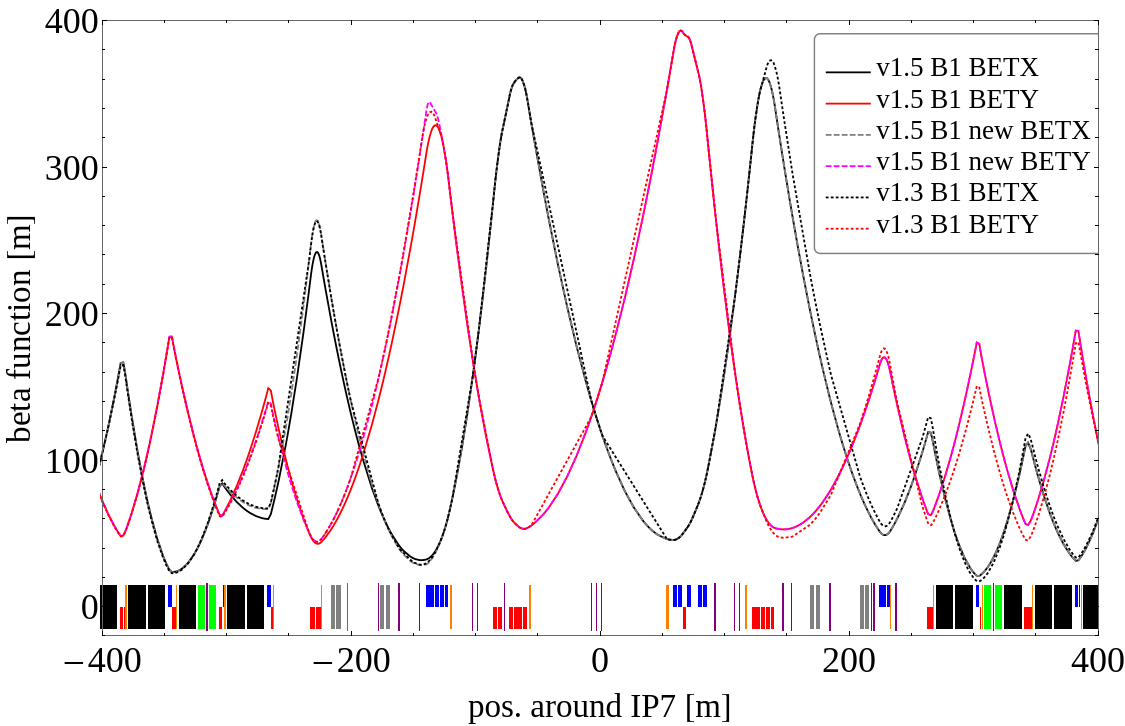 400
300
200
100
0
beta function [m]
v1.5 B1 BETX
v1.5 B1 BETY
v1.5 B1 new BETX
v1.5 B1 new BETY
v1.3 B1 BETX
v1.3 B1 BETY
−400 −200 0 200 400
pos. around IP7 [m]